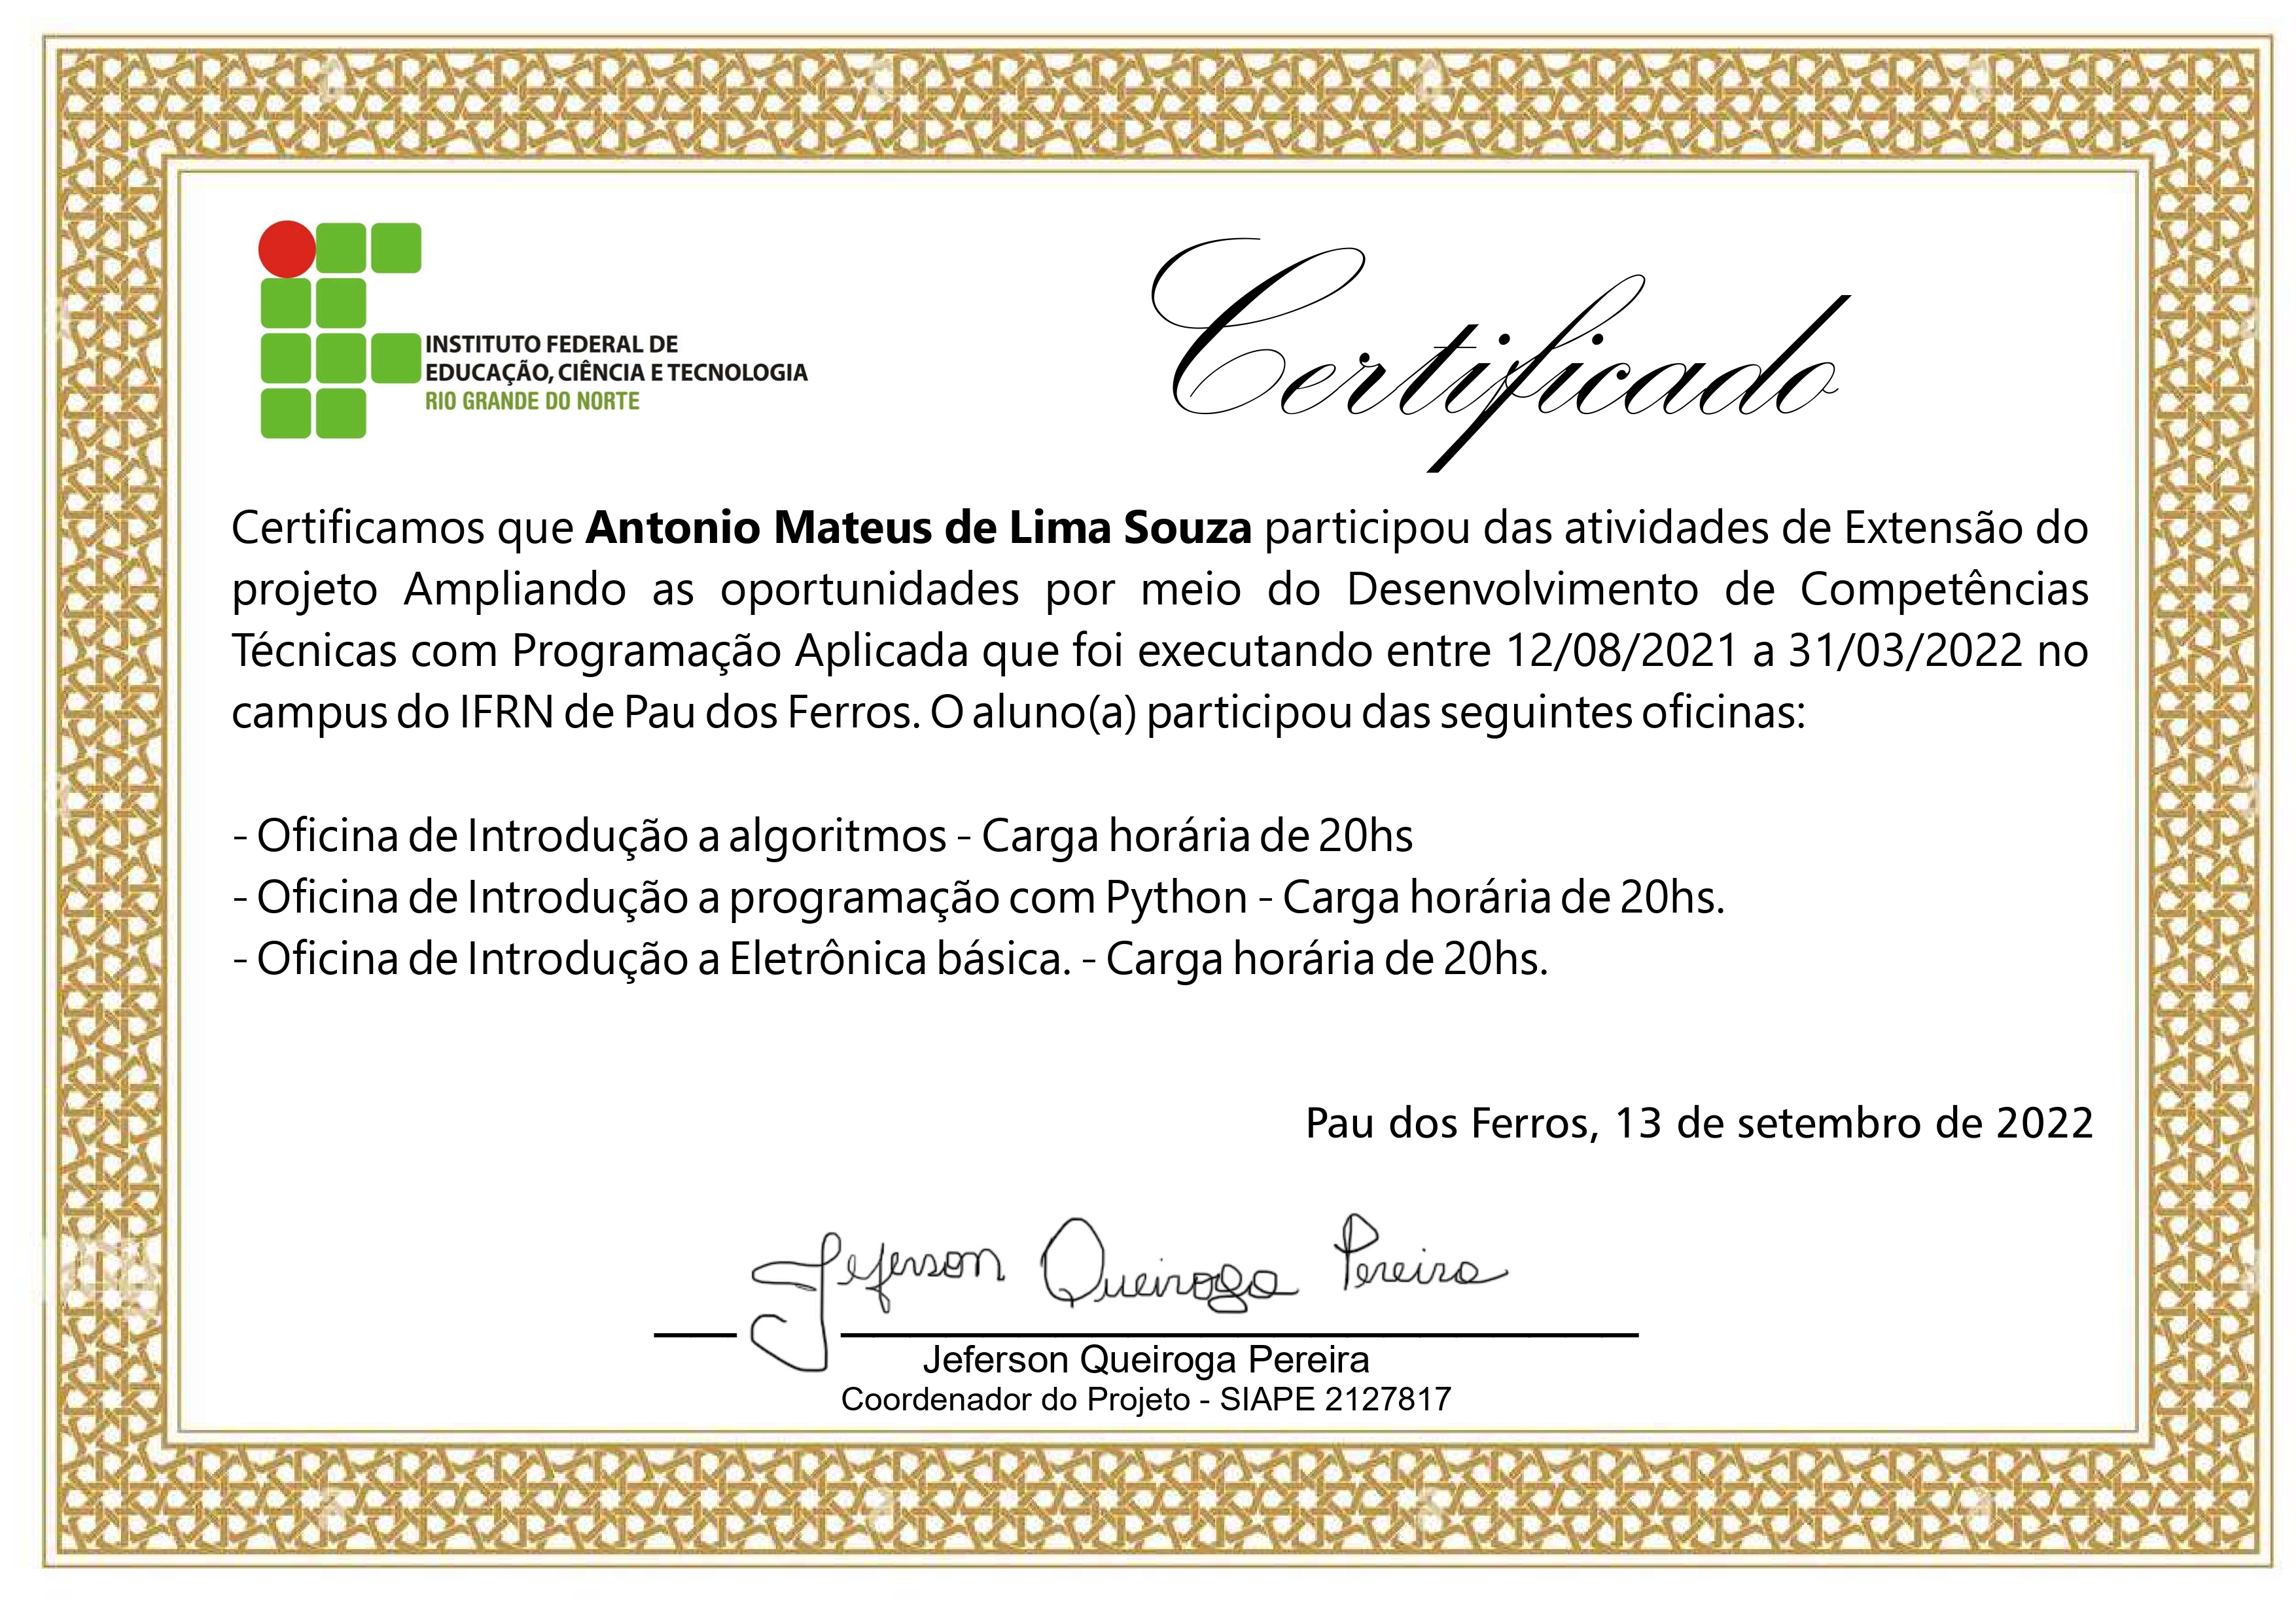 INSTITUTO FEDERAL DE
EDUCAÇÃO, CIÊNCIA E TECNOLOGIA
RIO GRANDE DO NORTE
Certificado
Certificamos que Antonio Mateus de Lima Souza participou das atividades de Extensão do
projeto Ampliando as oportunidades por meio do Desenvolvimento de Competências
Técnicas com Programação Aplicada que foi executando entre 12/08/2021 a 31/03/2022 no
campus do IFRN de Pau dos Ferros. O aluno(a) participou das seguintes oficinas:
- Oficina de Introdução a algoritmos - Carga horária de 20hs
- Oficina de Introdução a programação com Python - Carga horária de 20hs.
- Oficina de Introdução a Eletrônica básica. - Carga horária de 20hs.
Pau dos Ferros, 13 de setembro de 2022
Jeferson Queiroga Pereira
Jeferson Queiroga Pereira
Coordenador do Projeto - SIAPE 2127817